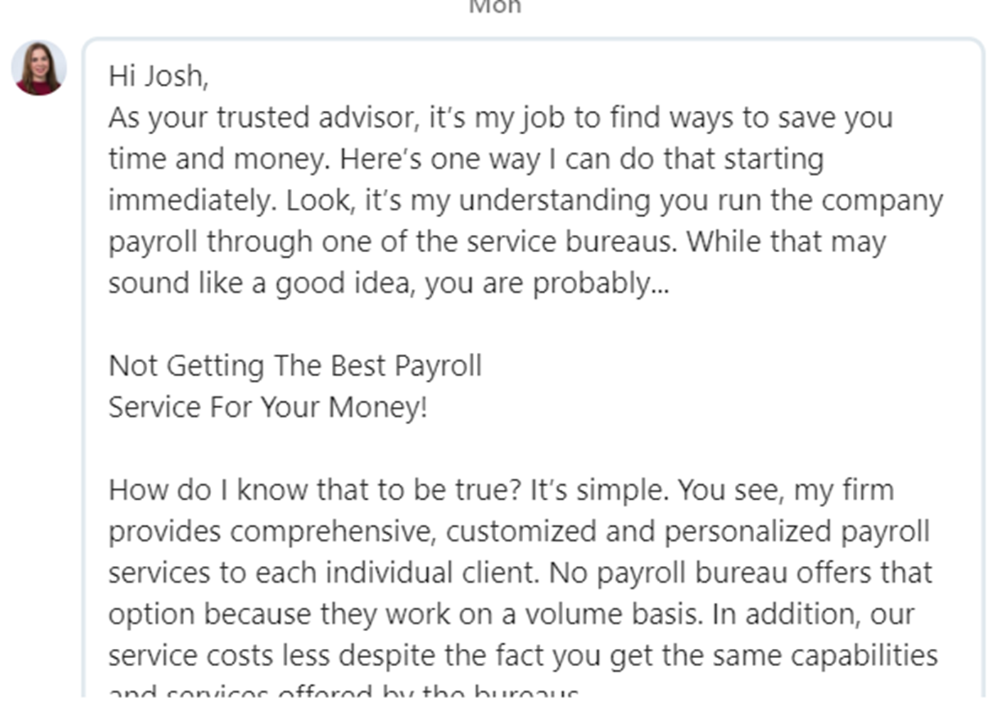 Mon
Hi Josh,
As your trusted advisor, it's my job to find ways to save you
time and money. Here's one way I can do that starting
immediately. Look, it's my understanding you run the company
payroll through one of the service bureaus. While that may
sound like a good idea, you are probably...
Not Getting The Best Payroll
Service For Your Money!
How do I know that to be true? It's simple. You see, my firm
provides comprehensive, customized and personalized payroll
services to each individual client. No payroll bureau offers that
option because they work on a volume basis. In addition, our
service costs less despite the fact you get the same capabilities
and services offered by the bureaus